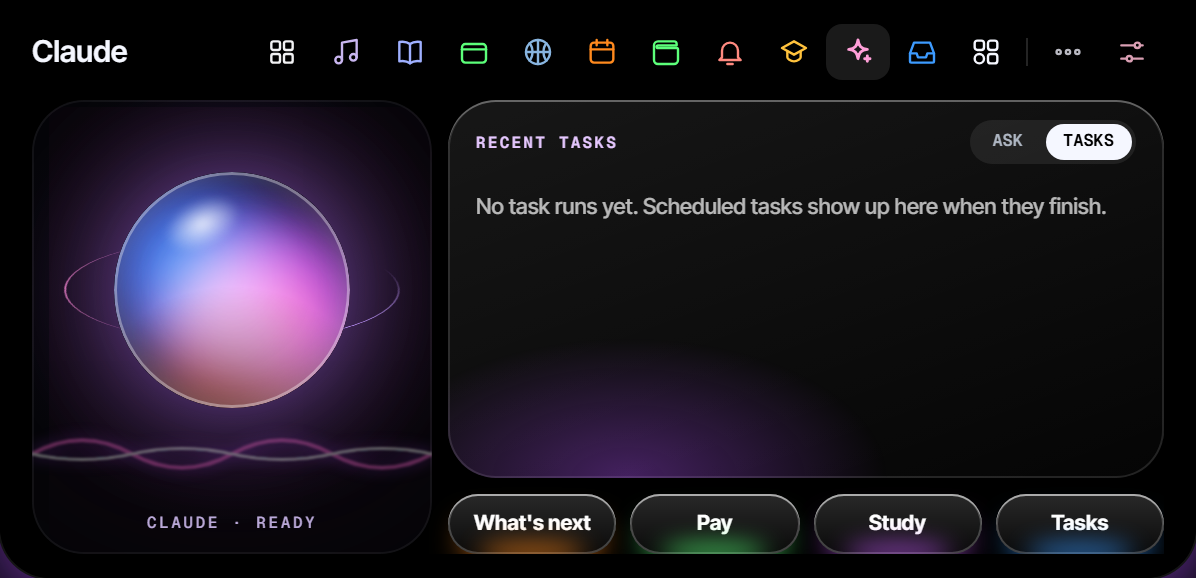 Claude
RECENT TASKS
ASK
TASKS
No task runs yet. Scheduled tasks show up here when they finish.
CLAUDE · READY
What's next
Pay
Study
Tasks